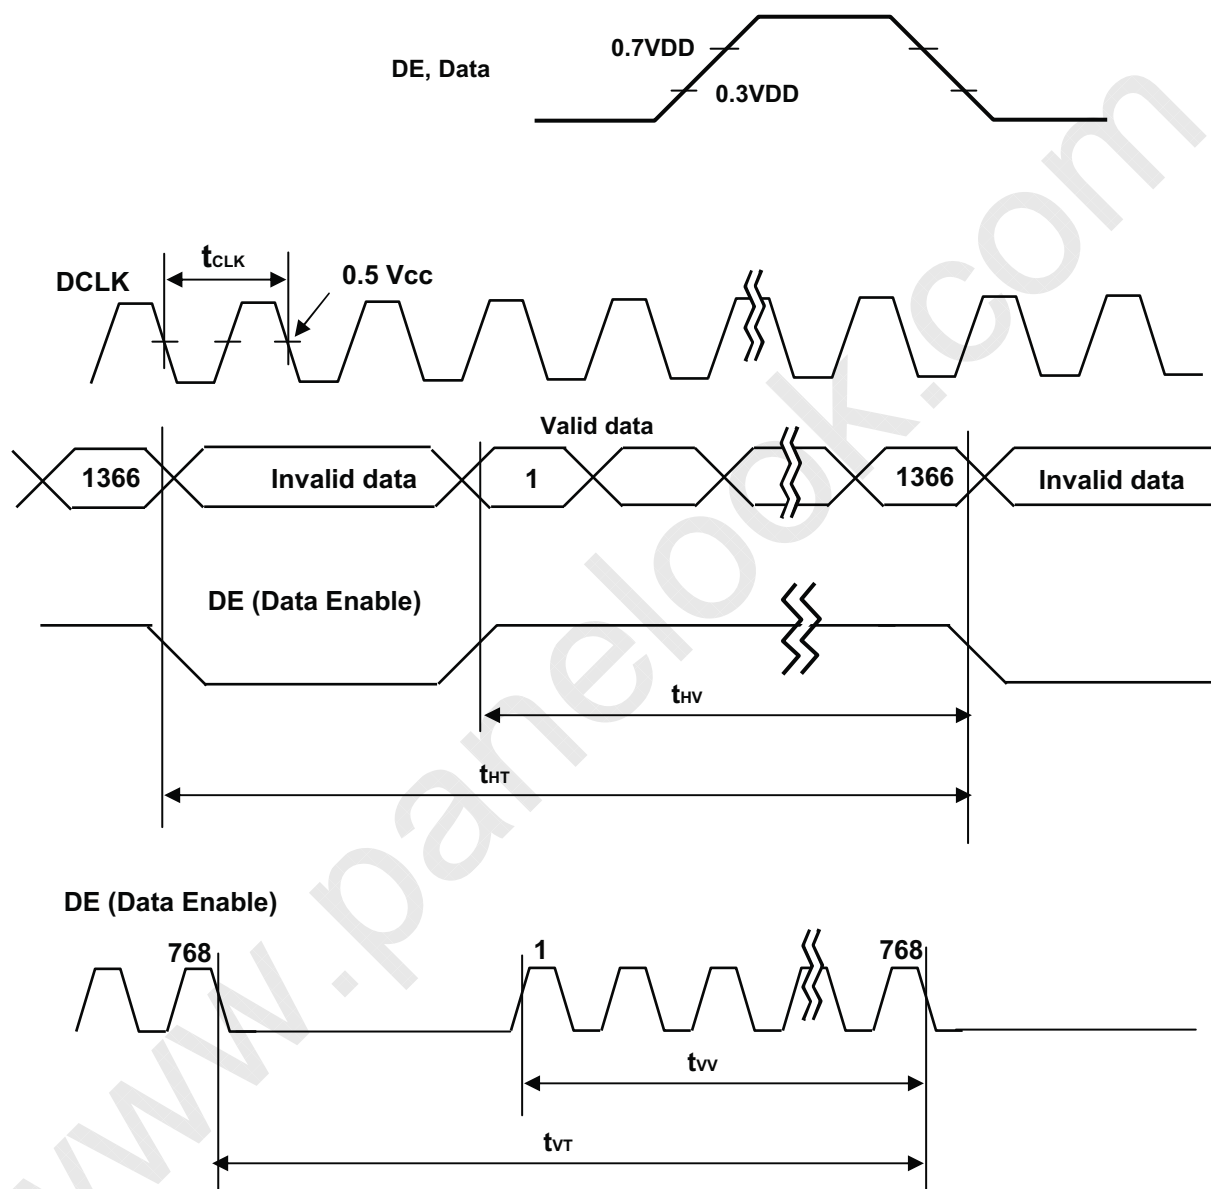 0.7VDD
DE, Data
0.3VDD
tCLK
DCLK
0.5 Vcc
Valid data
1366
Invalid data
1
1366
Invalid data
DE (Data Enable)
tHV
tHT
DE (Data Enable)
768
1
768
tVV
tVT
www.panelook.com